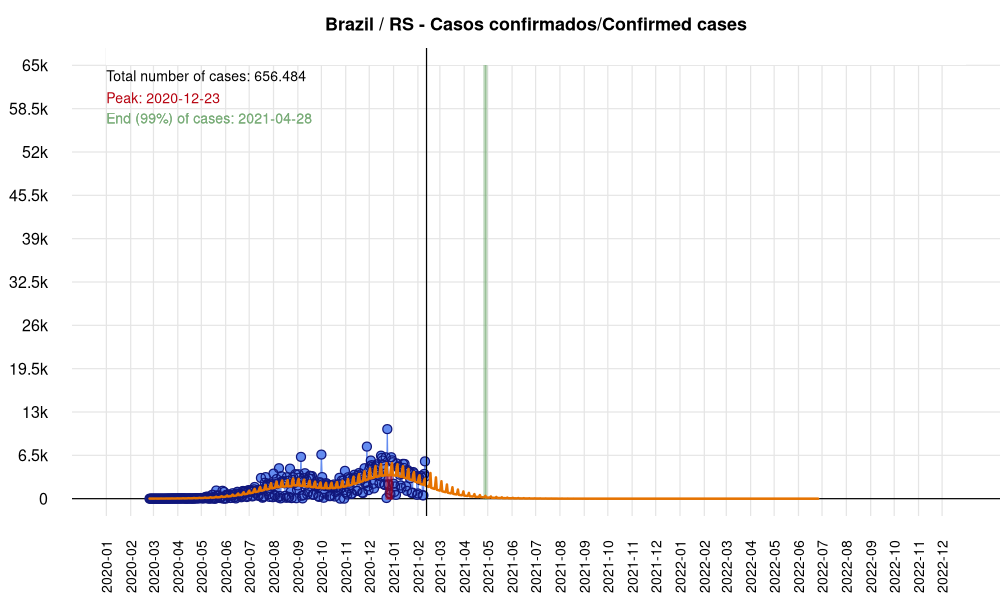 Brazil / RS - Casos confirmados/Confirmed cases
Total number of cases: 656.484
Peak: 2020-12-23
End (99%) of cases: 2021-04-28
65k
58.5k
52k
45.5k
39k
32.5k
26k
19.5k
13k
6.5k
0
2020-01
2020-02
2020-03
2020-04
2020-05
2020-06
2020-07
2020-08
2020-09
2020-10
2020-11
2020-12
2021-01
2021-02
2021-03
2021-04
2021-05
2021-06
2021-07
2021-08
2021-09
2021-10
2021-11
2021-12
2022-01
2022-02
2022-03
2022-04
2022-05
2022-06
2022-07
2022-08
2022-09
2022-10
2022-11
2022-12